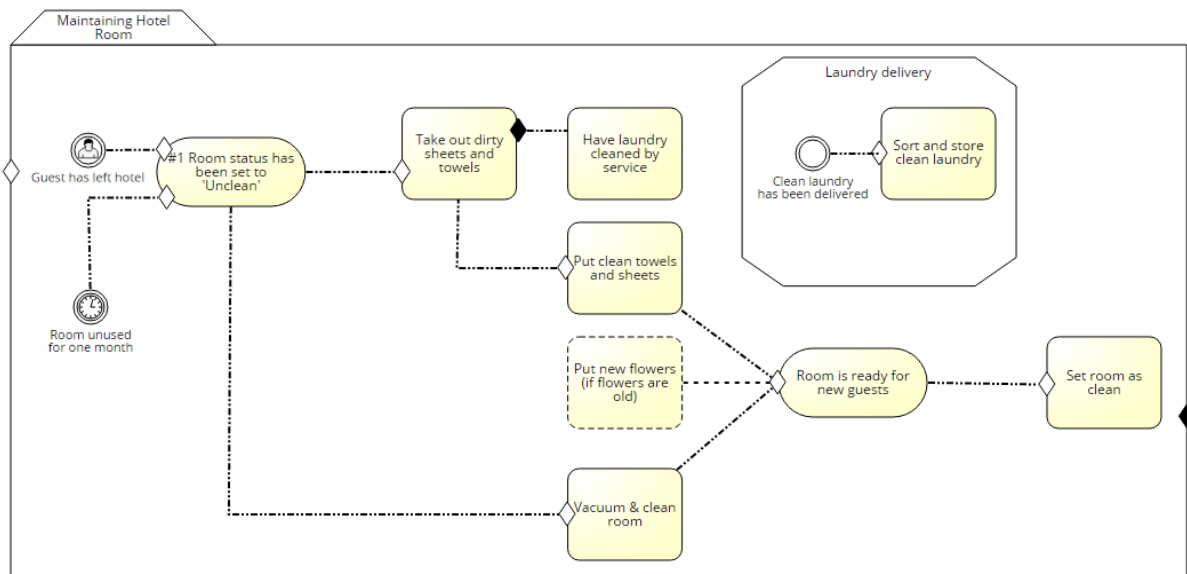 Maintaining Hotel
Room
Laundry delivery
Guest has left hotel
#1 Room status has
been set to
'Unclean'
Take out dirty
sheets and
towels
Have laundry
cleaned by
service
Clean laundry
has been delivered
Sort and store
clean laundry
Room unused
for one month
Put clean towels
and sheets
Put new flowers
(if flowers are
old)
Room is ready for
new guests
Set room as
clean
Vacuum & clean
room